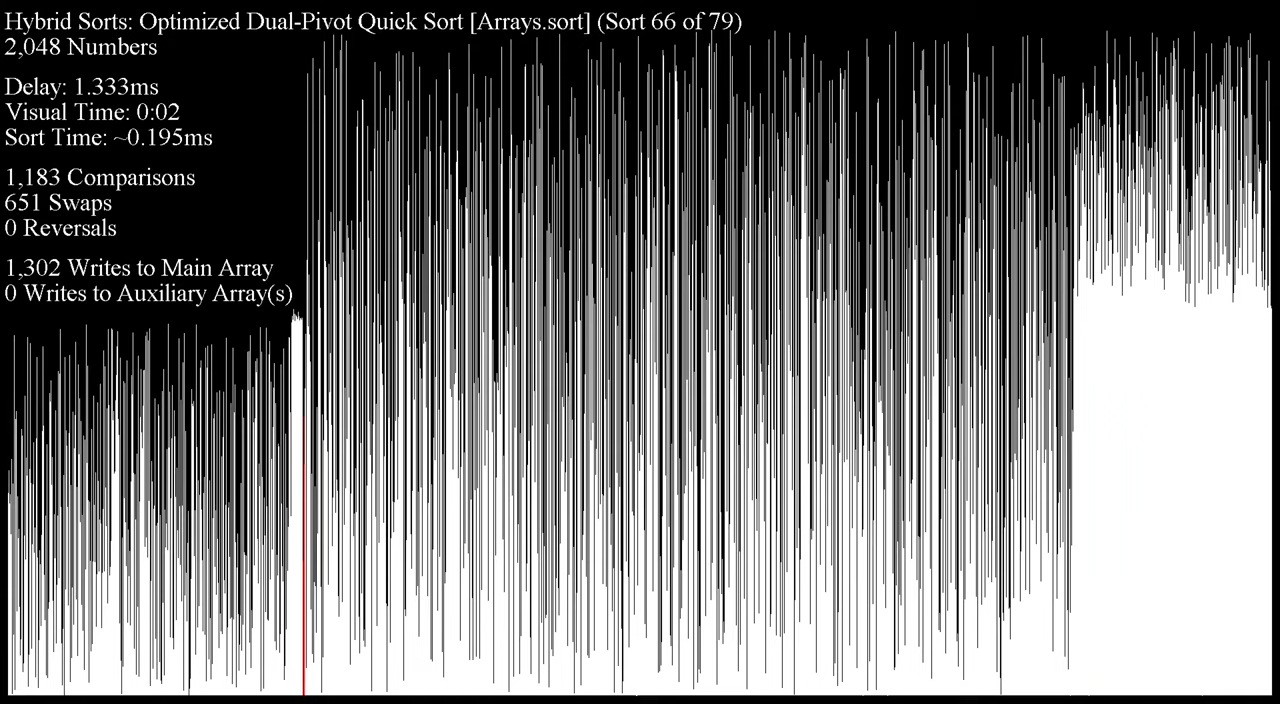 Hybrid Sorts: Optimized Dual-Pivot Quick Sort [Arrays.sort] (Sort 66 of 79)
2,048 Numbers
Delay: 1.333ms
Visual Time: 0:02
Sort Time: ~0.195ms
1,183 Comparisons
651 Swaps
0 Reversals
1,302 Writes to Main Array
0 Writes to Auxiliary Array(s)